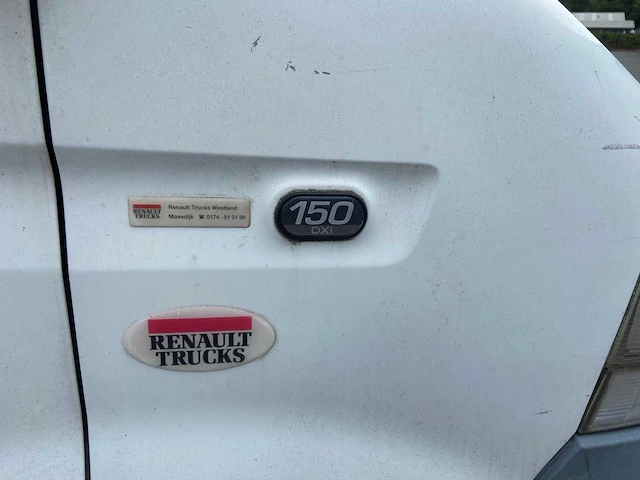 RENAULT
TRUCKS
Renault Trucks Westland
Maasdijk ☎ 0174-51 31 00
150
DXi
RENAULT
TRUCKS